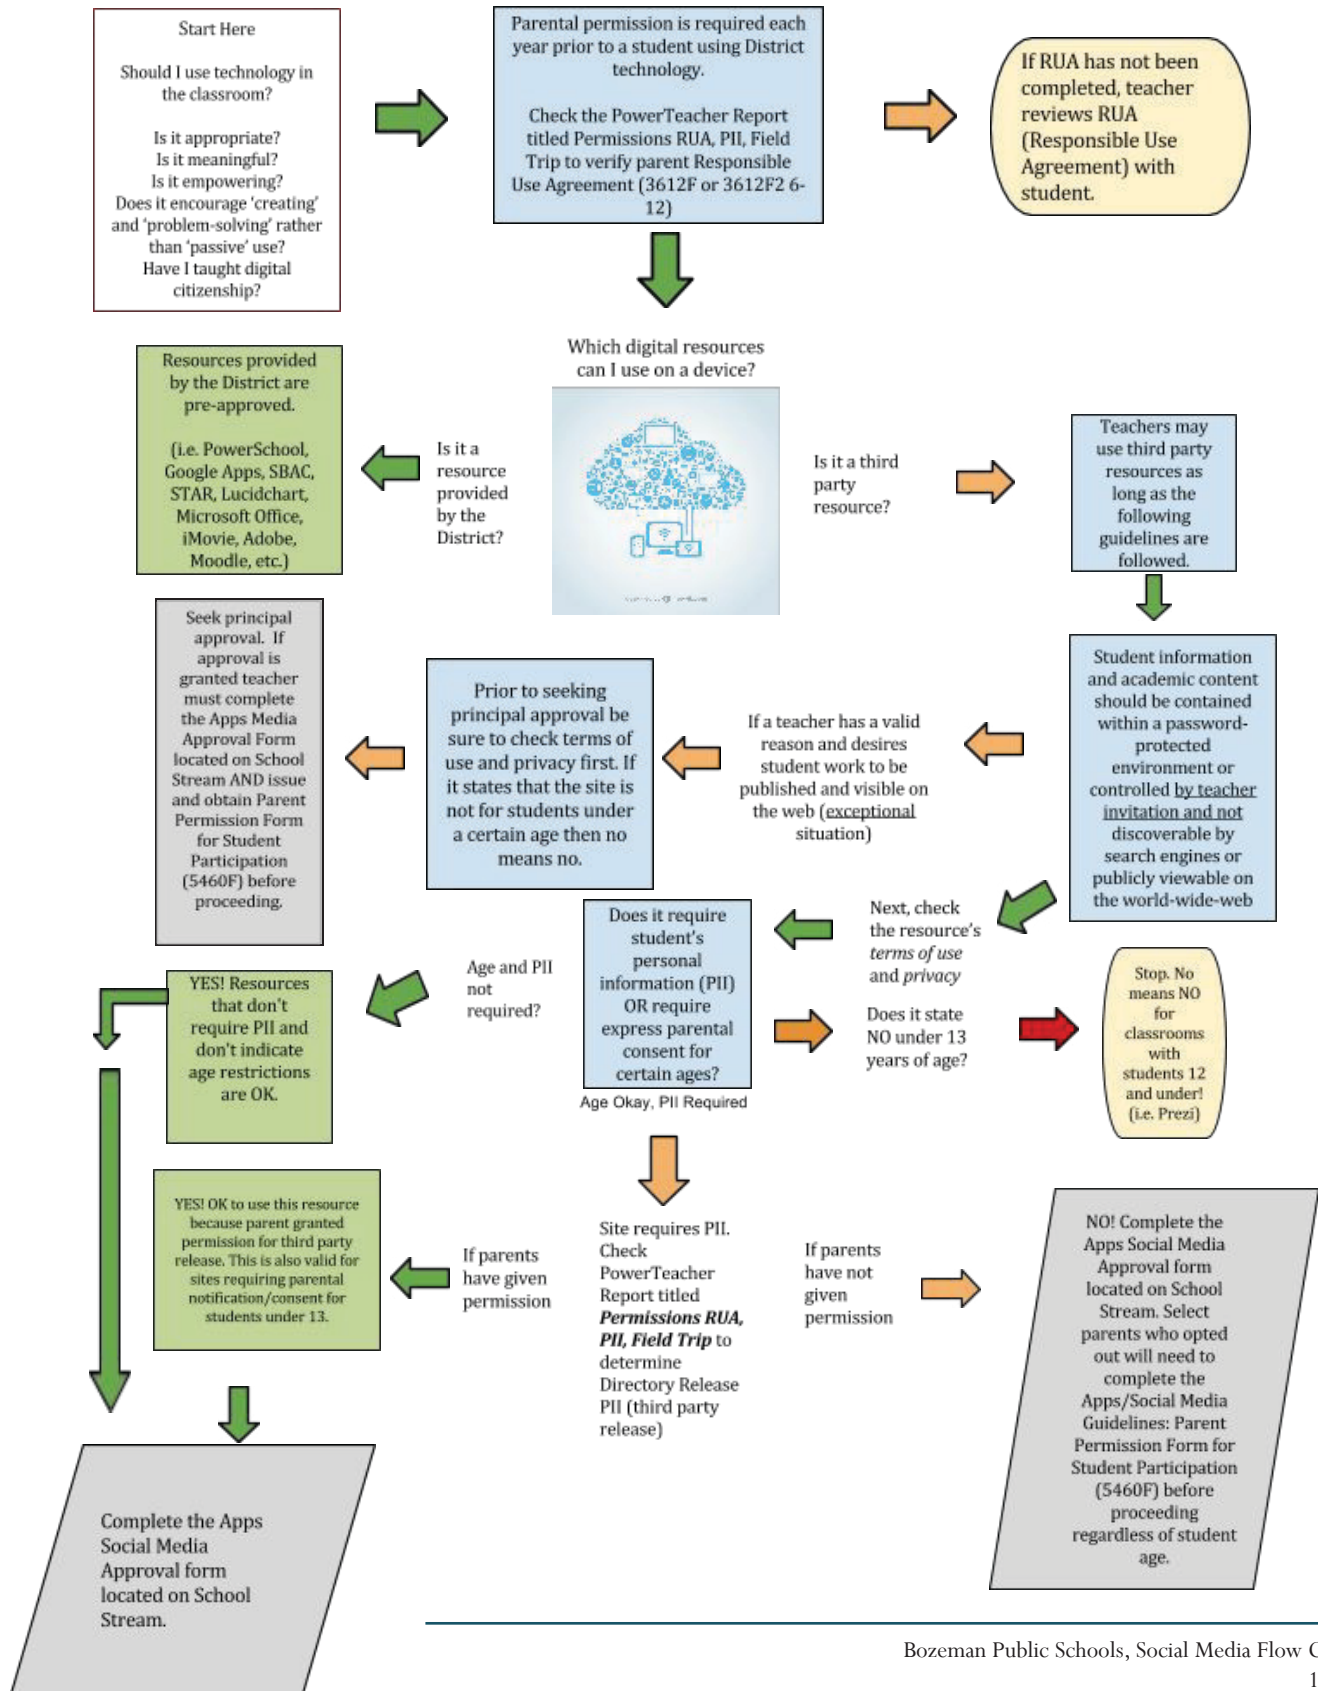 Start Here
Should I use technology in
the classroom?
Is it appropriate?
Is it meaningful?
Is it empowering?
Does it encourage ‘creating’
and ‘problem-solving’ rather
than ‘passive’ use?
Have I taught digital
citizenship?
Parental permission is required each
year prior to a student using District
technology.
Check the PowerTeacher Report
titled Permissions RUA, PII, Field
Trip to verify parent Responsible
Use Agreement (3612F or 3612F2 6-
12)
If RUA has not been
completed, teacher
reviews RUA
(Responsible Use
Agreement) with
student.
Which digital resources
can I use on a device?
Resources provided
by the District are
pre-approved.
(i.e. PowerSchool,
Google Apps, SBAC,
STAR, Lucidchart,
Microsoft Office,
iMovie, Adobe,
Moodle, etc.)
Is it a
resource
provided
by the
District?
Is it a third
party
resource?
Teachers may
use third party
resources as
long as the
following
guidelines are
followed.
Seek principal
approval. If
approval is
granted teacher
must complete
the Apps Media
Approval Form
located on School
Stream AND issue
and obtain Parent
Permission Form
for Student
Participation
(5460F) before
proceeding.
Prior to seeking
principal approval be
sure to check terms of
use and privacy first. If
it states that the site is
not for students under
a certain age then no
means no.
If a teacher has a valid
reason and desires
student work to be
published and visible on
the web (exceptional
situation)
Student information
and academic content
should be contained
within a password-
protected
environment or
controlled by teacher
invitation and not
discoverable by
search engines or
publicly viewable on
the world-wide-web
Next, check
the resource's
terms of use
and privacy
Does it require
student's
personal
information (PII)
OR require
express parental
consent for
certain ages?
Age Okay, PII Required
Age and PII
not
required?
YES! Resources
that don't
require PII and
don't indicate
age restrictions
are OK.
Does it state
NO under 13
years of age?
Stop. No
means NO
for
classrooms
with
students 12
and under!
(i.e. Prezi)
YES! OK to use this resource
because parent granted
permission for third party
release. This is also valid for
sites requiring parental
notification/consent for
students under 13.
If parents
have given
permission
Site requires PII.
Check
PowerTeacher
Report titled
Permissions RUA,
PII, Field Trip to
determine
Directory Release
PII (third party
release)
If parents
have not
given
permission
NO! Complete the
Apps Social Media
Approval form
located on School
Stream. Select
parents who opted
out will need to
complete the
Apps/Social Media
Guidelines: Parent
Permission Form for
Student Participation
(5460F) before
proceeding
regardless of student
age.
Complete the Apps
Social Media
Approval form
located on School
Stream.
Bozeman Public Schools, Social Media Flow C
1